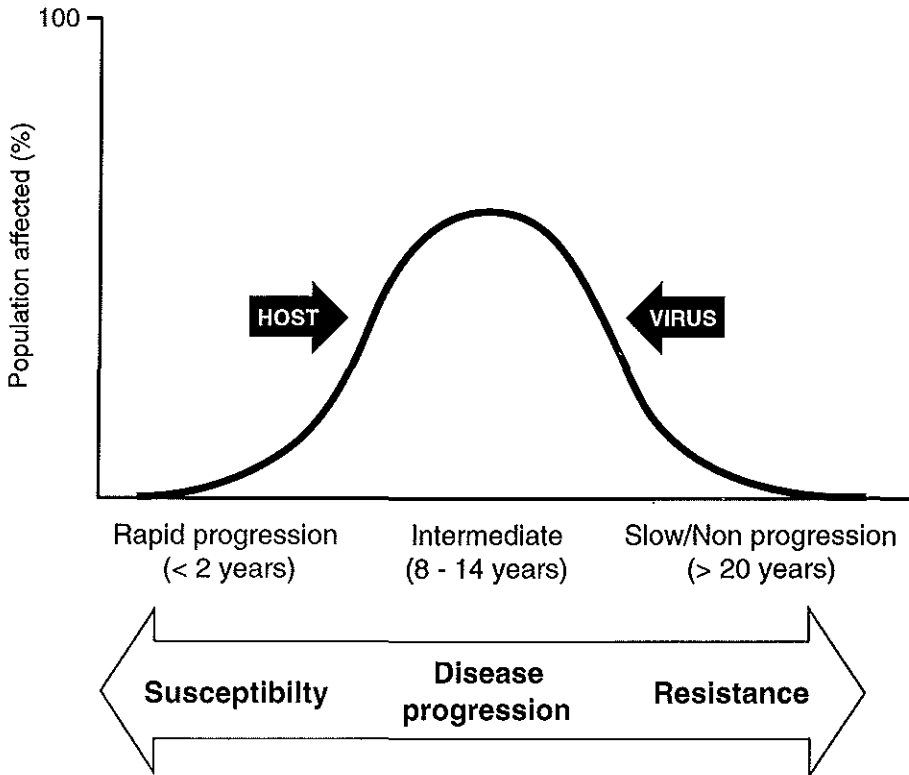 100
Population affected (%)
HOST
VIRUS
Rapid progression
(< 2 years)
Intermediate
(8 - 14 years)
Slow/Non progression
(> 20 years)
Susceptibilty
Disease
progression
Resistance